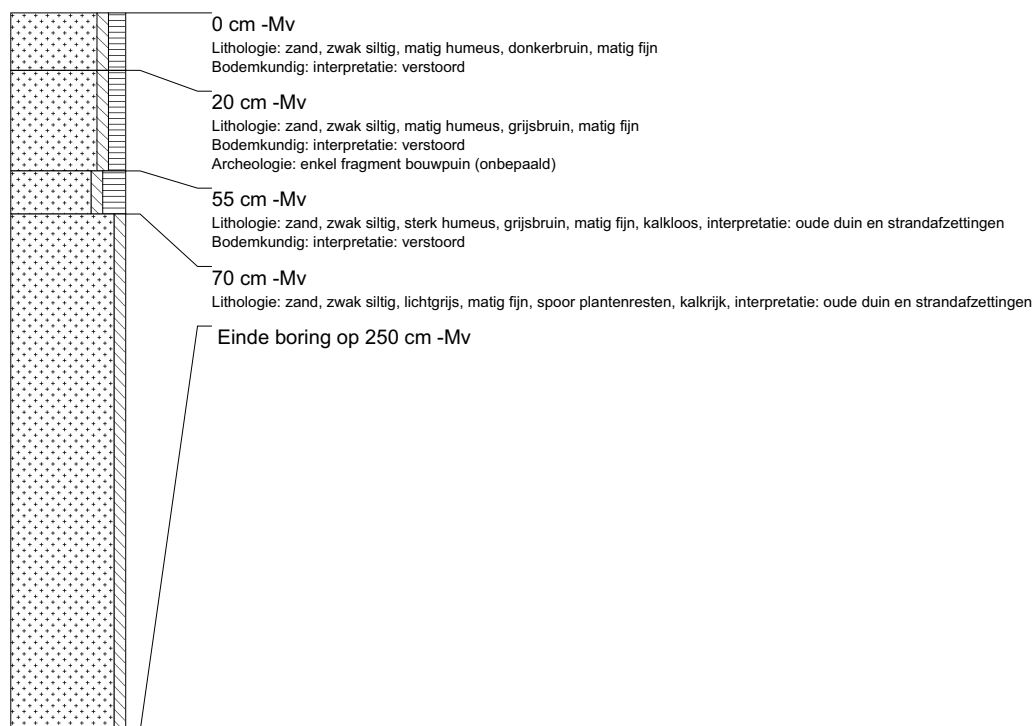 0 cm -Mv
Lithologie: zand, zwak siltig, matig humeus, donkerbruin, matig fijn
Bodemkundig: interpretatie: verstoord
20 cm -Mv
Lithologie: zand, zwak siltig, matig humeus, grijsbruin, matig fijn
Bodemkundig: interpretatie: verstoord
Archeologie: enkel fragment bouwpuin (onbepaald)
55 cm -Mv
Lithologie: zand, zwak siltig, sterk humeus, grijsbruin, matig fijn, kalkloos, interpretatie: oude duin en strandafzettingen
Bodemkundig: interpretatie: verstoord
70 cm -Mv
Lithologie: zand, zwak siltig, lichtgrijs, matig fijn, spoor plantenresten, kalkrijk, interpretatie: oude duin en strandafzettingen
Einde boring op 250 cm -Mv